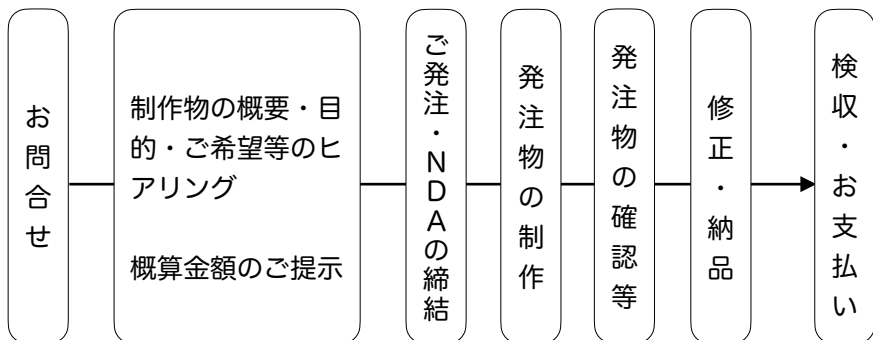 お問合せ
制作物の概要・目
的・ご希望等のヒ
アリング
概算金額のご提示
ご発注・NDAの締結
発注物の制作
発注物の確認等
修正・納品
検収・お支払い